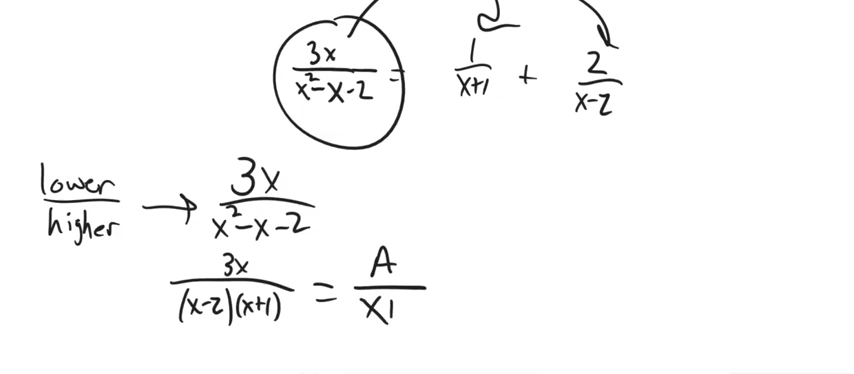 3x/(x²-x-2) = 1/(x+1) + 2/(x-2)
lower/higher → 3x/(x²-x-2)
3x/((x-2)(x+1)) = A/(x1